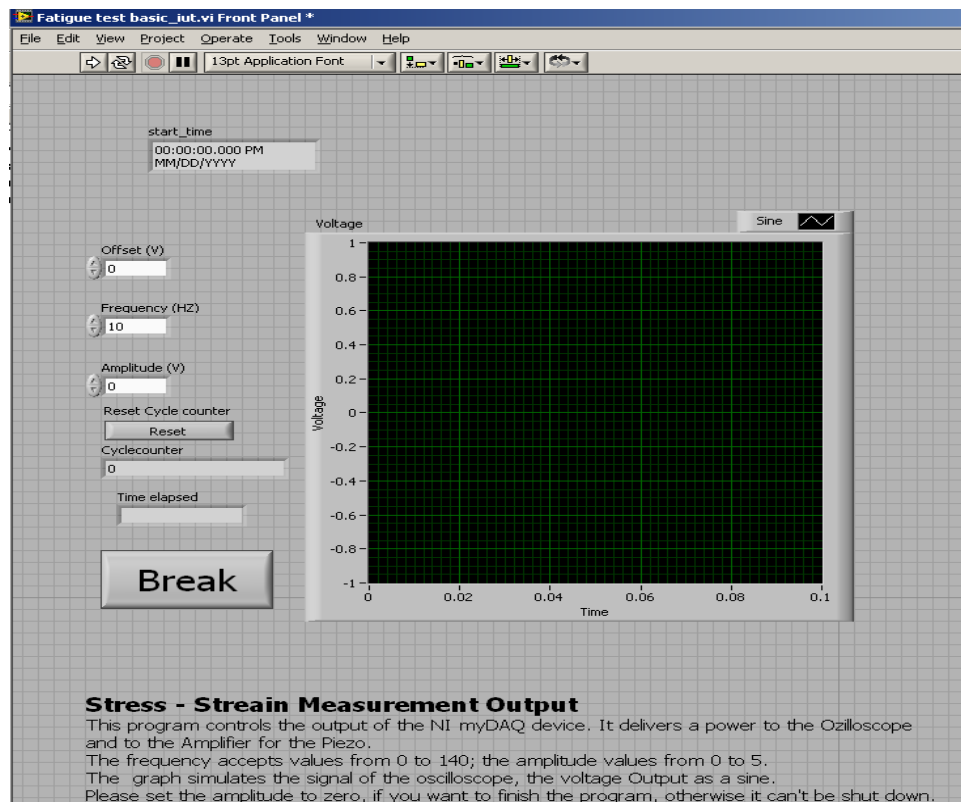 Fatigue test basic_iut.vi Front Panel *
File Edit View Project Operate Tools Window Help
13pt Application Font
start_time
00:00:00.000 PM
MM/DD/YYYY
Voltage
Sine
Offset (V)
0
Frequency (HZ)
10
Amplitude (V)
0
Reset Cycle counter
Reset
Cyclecounter
0
Time elapsed
Break
Voltage
1
0.8
0.6
0.4
0.2
0
-0.2
-0.4
-0.6
-0.8
-1
0 0.02 0.04 0.06 0.08 0.1
Time
Stress - Streain Measurement Output
This program controls the output of the NI myDAQ device. It delivers a power to the Ozilloscope
and to the Amplifier for the Piezo.
The frequency accepts values from 0 to 140; the amplitude values from 0 to 5.
The graph simulates the signal of the oscilloscope, the voltage Output as a sine.
Please set the amplitude to zero, if you want to finish the program, otherwise it can't be shut down.